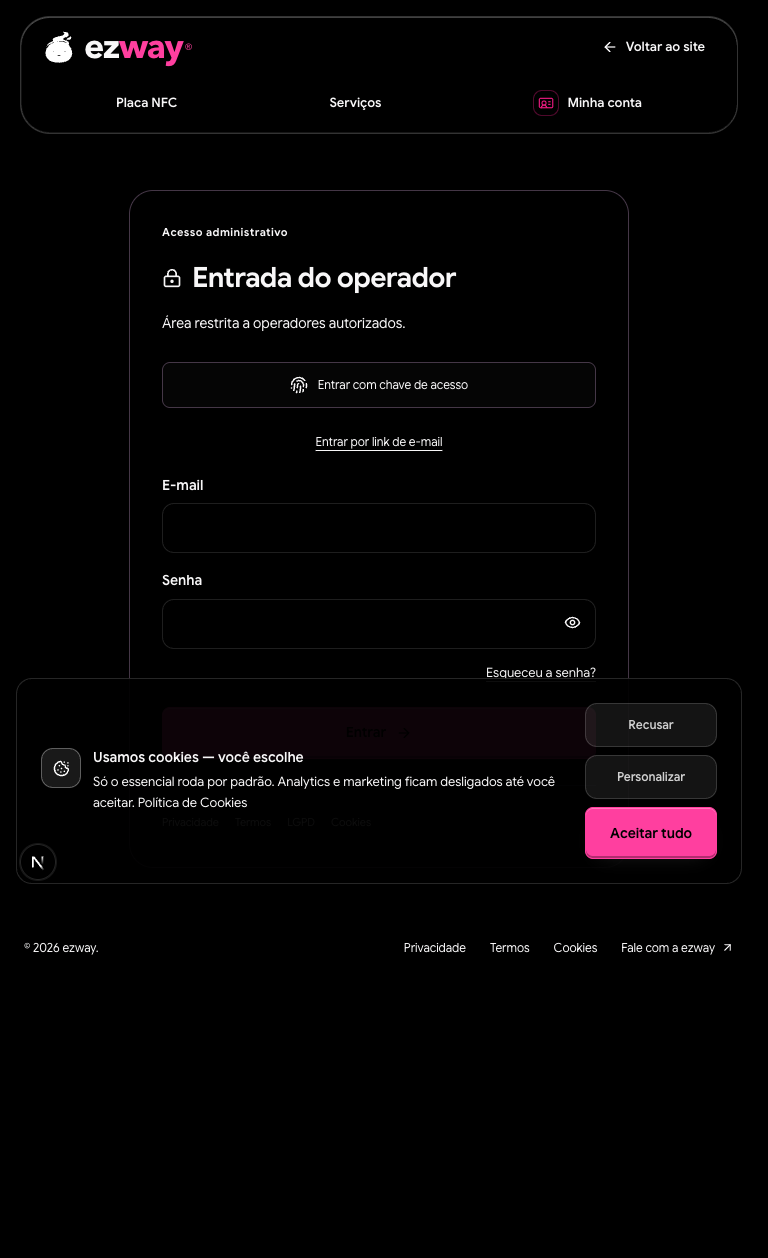 ezway®
Voltar ao site
Placa NFC
Serviços
Minha conta
Acesso administrativo
Entrada do operador
Área restrita a operadores autorizados.
Entrar com chave de acesso
Entrar por link de e-mail
E-mail
Senha
Esqueceu a senha?
Entrar
Recusar
Usamos cookies — você escolhe
Personalizar
Só o essencial roda por padrão. Analytics e marketing ficam desligados até você
aceitar. Política de Cookies
Aceitar tudo
Privacidade Termos LGPD Cookies
N
© 2026 ezway.
Privacidade Termos Cookies Fale com a ezway